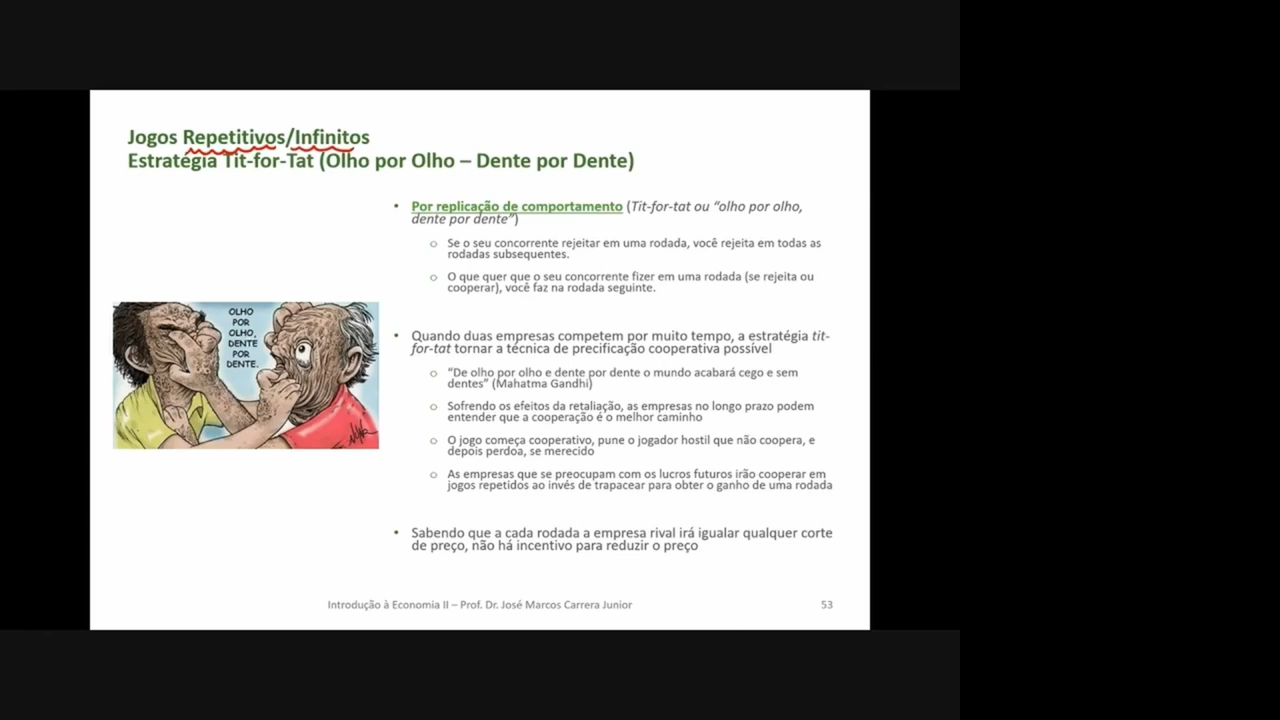 Jogos Repetitivos/Infinitos
Estratégia Tit-for-Tat (Olho por Olho – Dente por Dente)
OLHO
POR
OLHO,
DENTE
POR
DENTE.
• Por replicação de comportamento (Tit-for-tat ou “olho por olho,
dente por dente”)
o Se o seu concorrente rejeitar em uma rodada, você rejeita em todas as
rodadas subsequentes.
o O que quer que o seu concorrente fizer em uma rodada (se rejeita ou
cooperar), você faz na rodada seguinte.
• Quando duas empresas competem por muito tempo, a estratégia tit-
for-tat tornar a técnica de precificação cooperativa possível
o “De olho por olho e dente por dente o mundo acabará cego e sem
dentes” (Mahatma Gandhi)
o Sofrendo os efeitos da retaliação, as empresas no longo prazo podem
entender que a cooperação é o melhor caminho
o O jogo começa cooperativo, pune o jogador hostil que não coopera, e
depois perdoa, se merecido
o As empresas que se preocupam com os lucros futuros irão cooperar em
jogos repetidos ao invés de trapacear para obter o ganho de uma rodada
• Sabendo que a cada rodada a empresa rival irá igualar qualquer corte
de preço, não há incentivo para reduzir o preço
Introdução à Economia II – Prof. Dr. José Marcos Carrera Junior
53